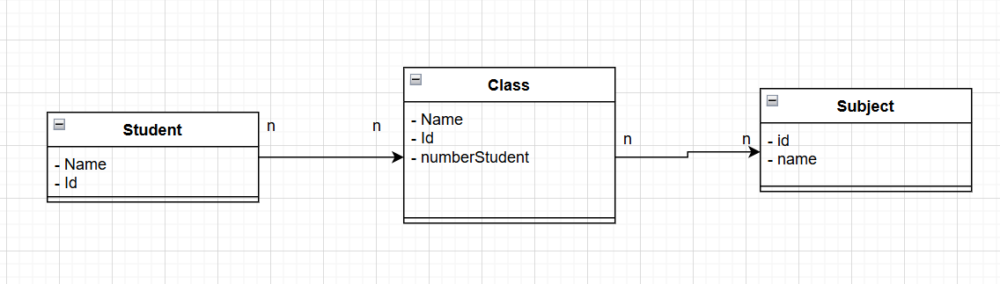 Student
- Name
- Id
n
n
Class
- Name
- Id
- numberStudent
n
n
Subject
- id
- name